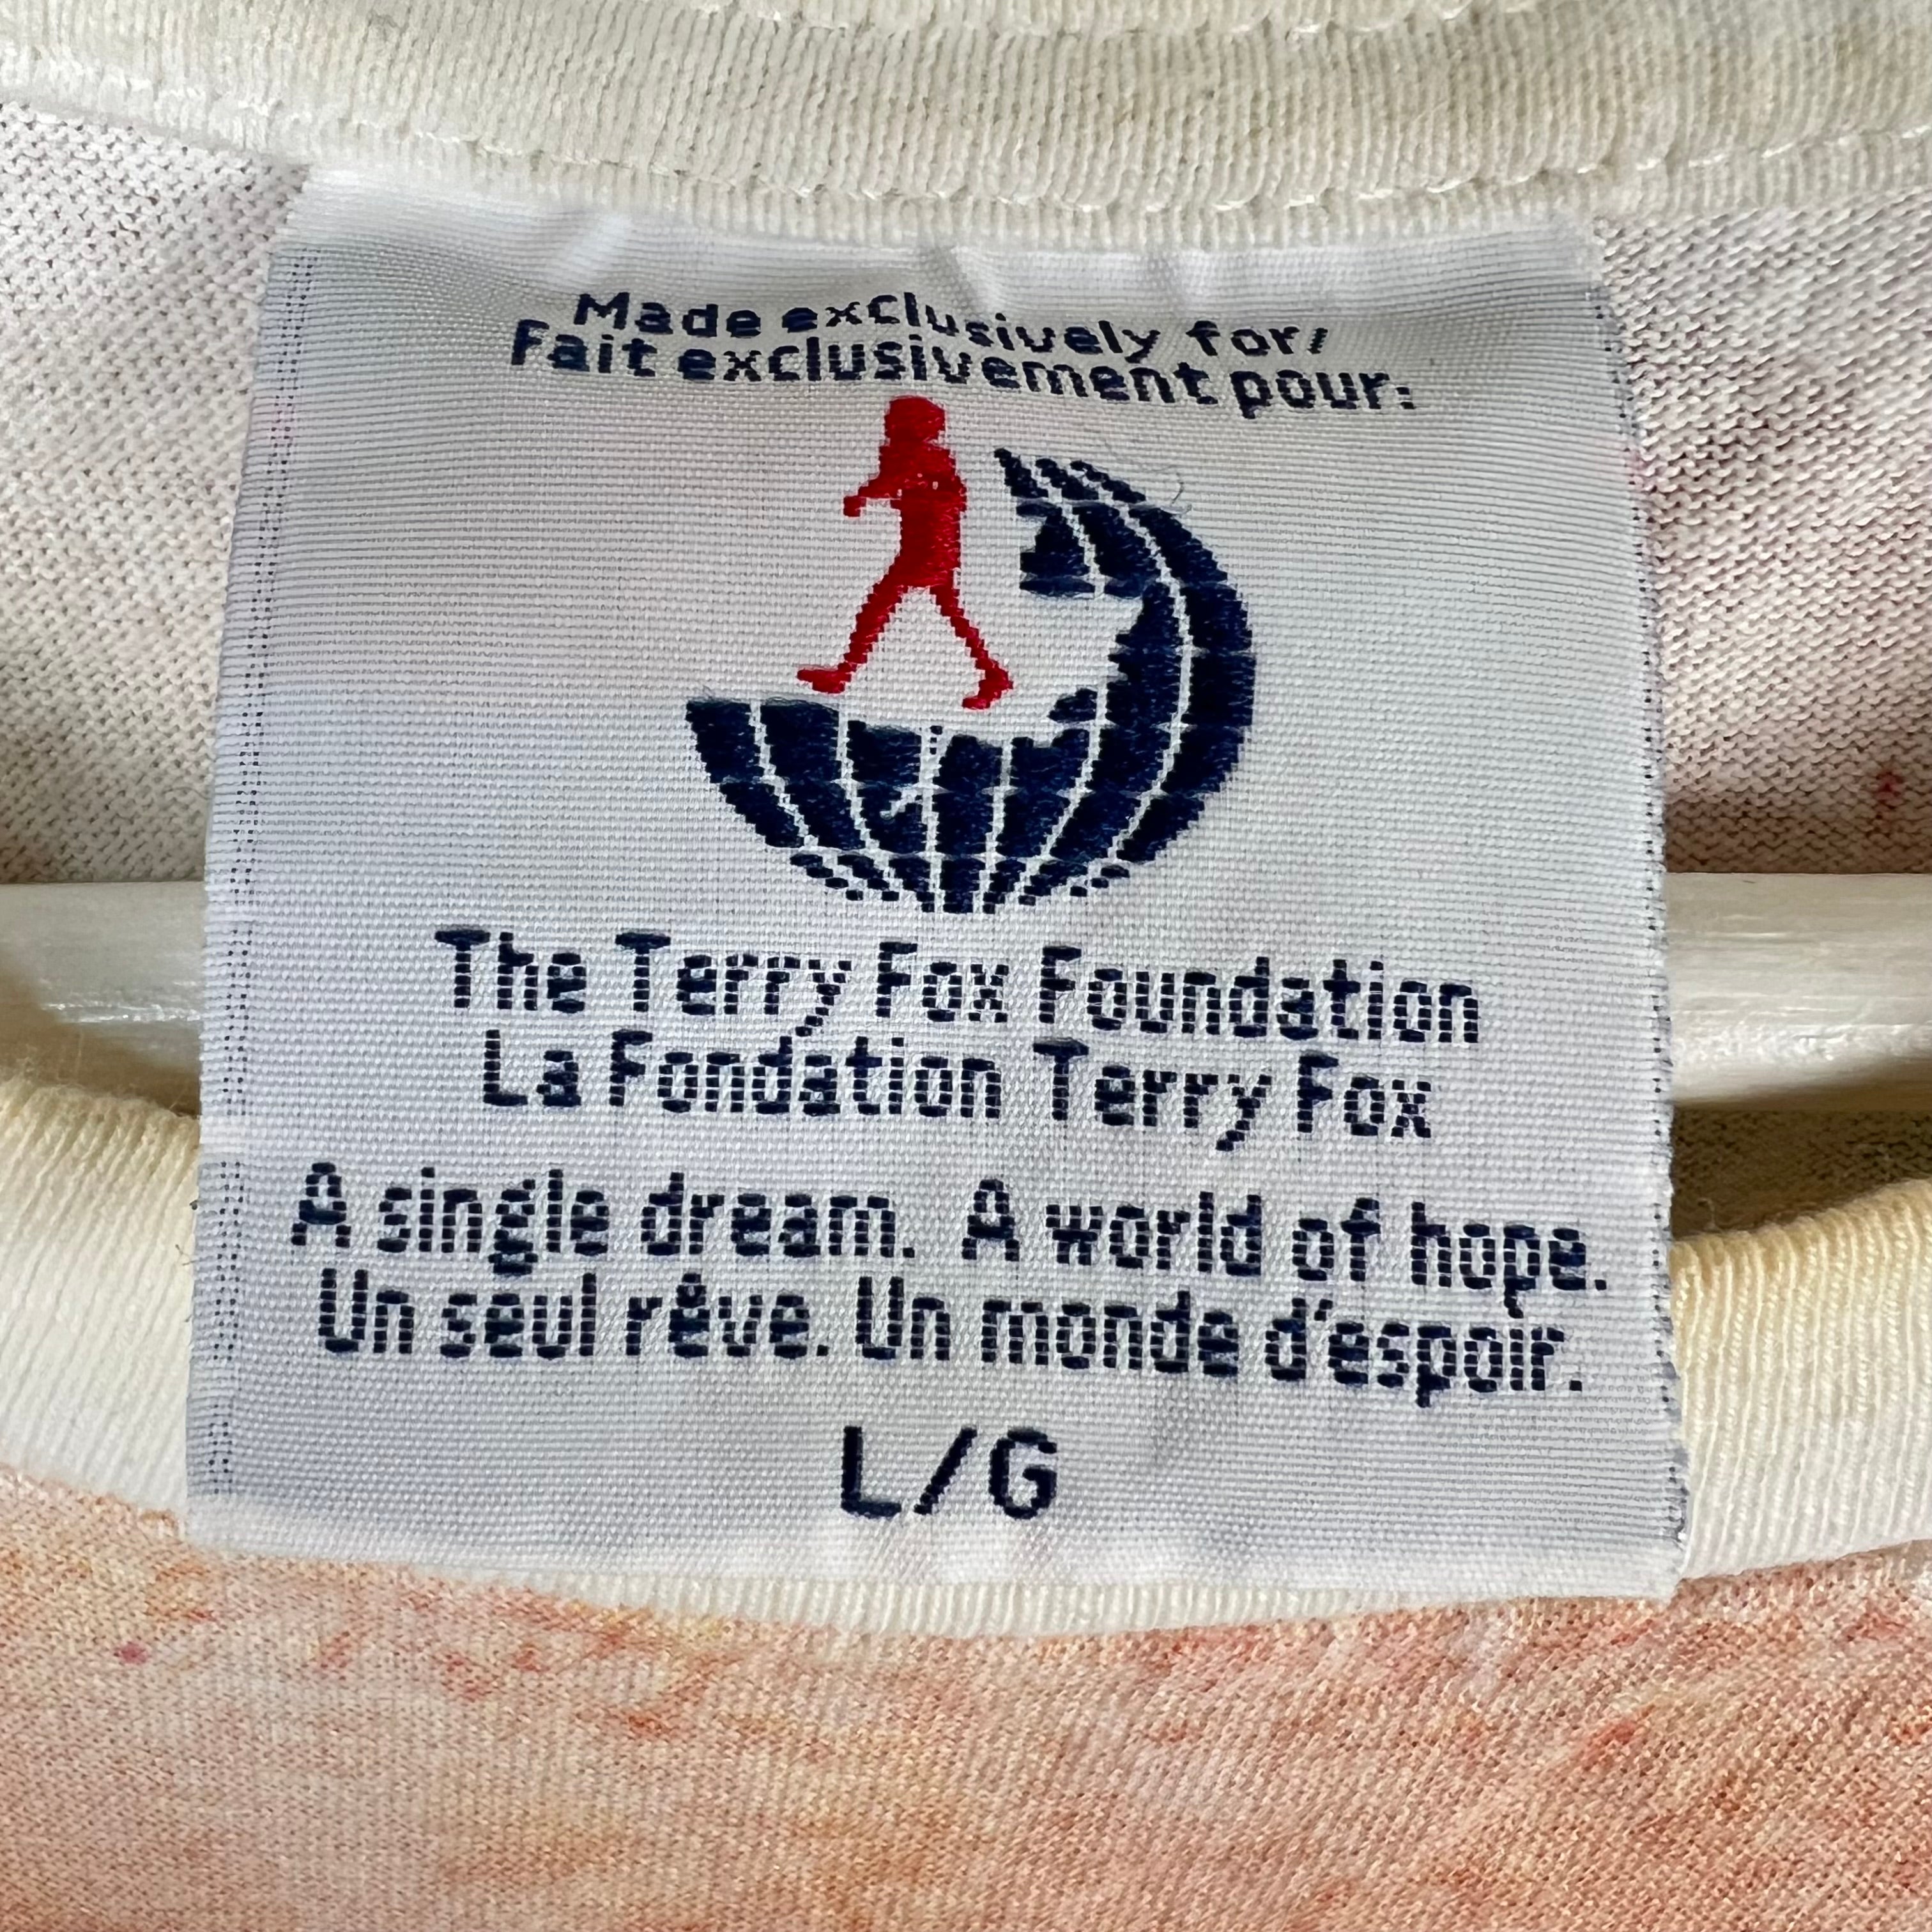 Made exclusively for/
Fait exclusivement pour:
The Terry Fox Foundation
La Fondation Terry Fox
A single dream. A world of hope.
Un seul rêve. Un monde d'espoir.
L/G